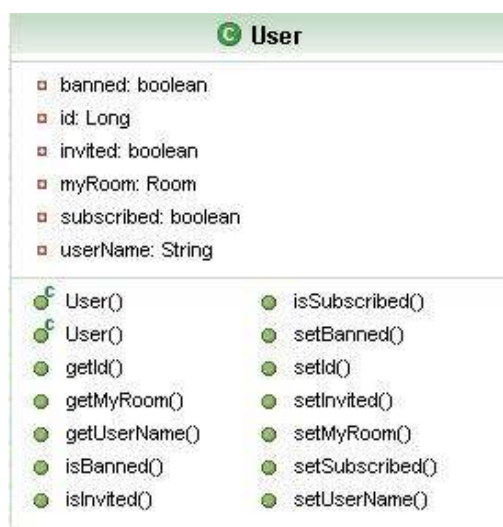 C User
banned: boolean
id: Long
invited: boolean
myRoom: Room
subscribed: boolean
userName: String
C User()
C User()
getId()
getMyRoom()
getUserName()
isBanned()
isInvited()
isSubscribed()
setBanned()
setId()
setInvited()
setMyRoom()
setSubscribed()
setUserName()